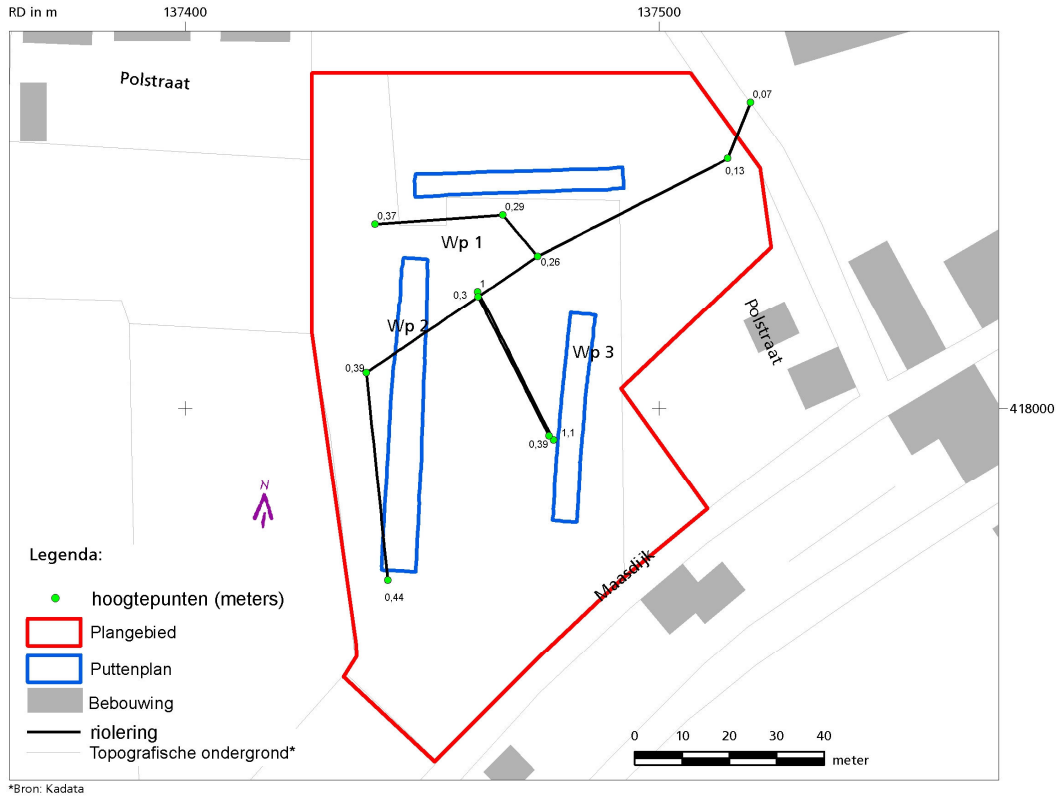 RD in m
137400
137500
Polstraat
0,07
0,13
0,37
0,29
Wp 1
0,26
1
0,3
Wp 2
Polstraat
Wp 3
0,39
418000
0,39
1,1
N
Maasdijk
0,44
Legenda:
hoogtepunten (meters)
Plangebied
Puttenplan
Bebouwing
riolering
Topografische ondergrond*
0 10 20 30 40
meter
*Bron: Kadata